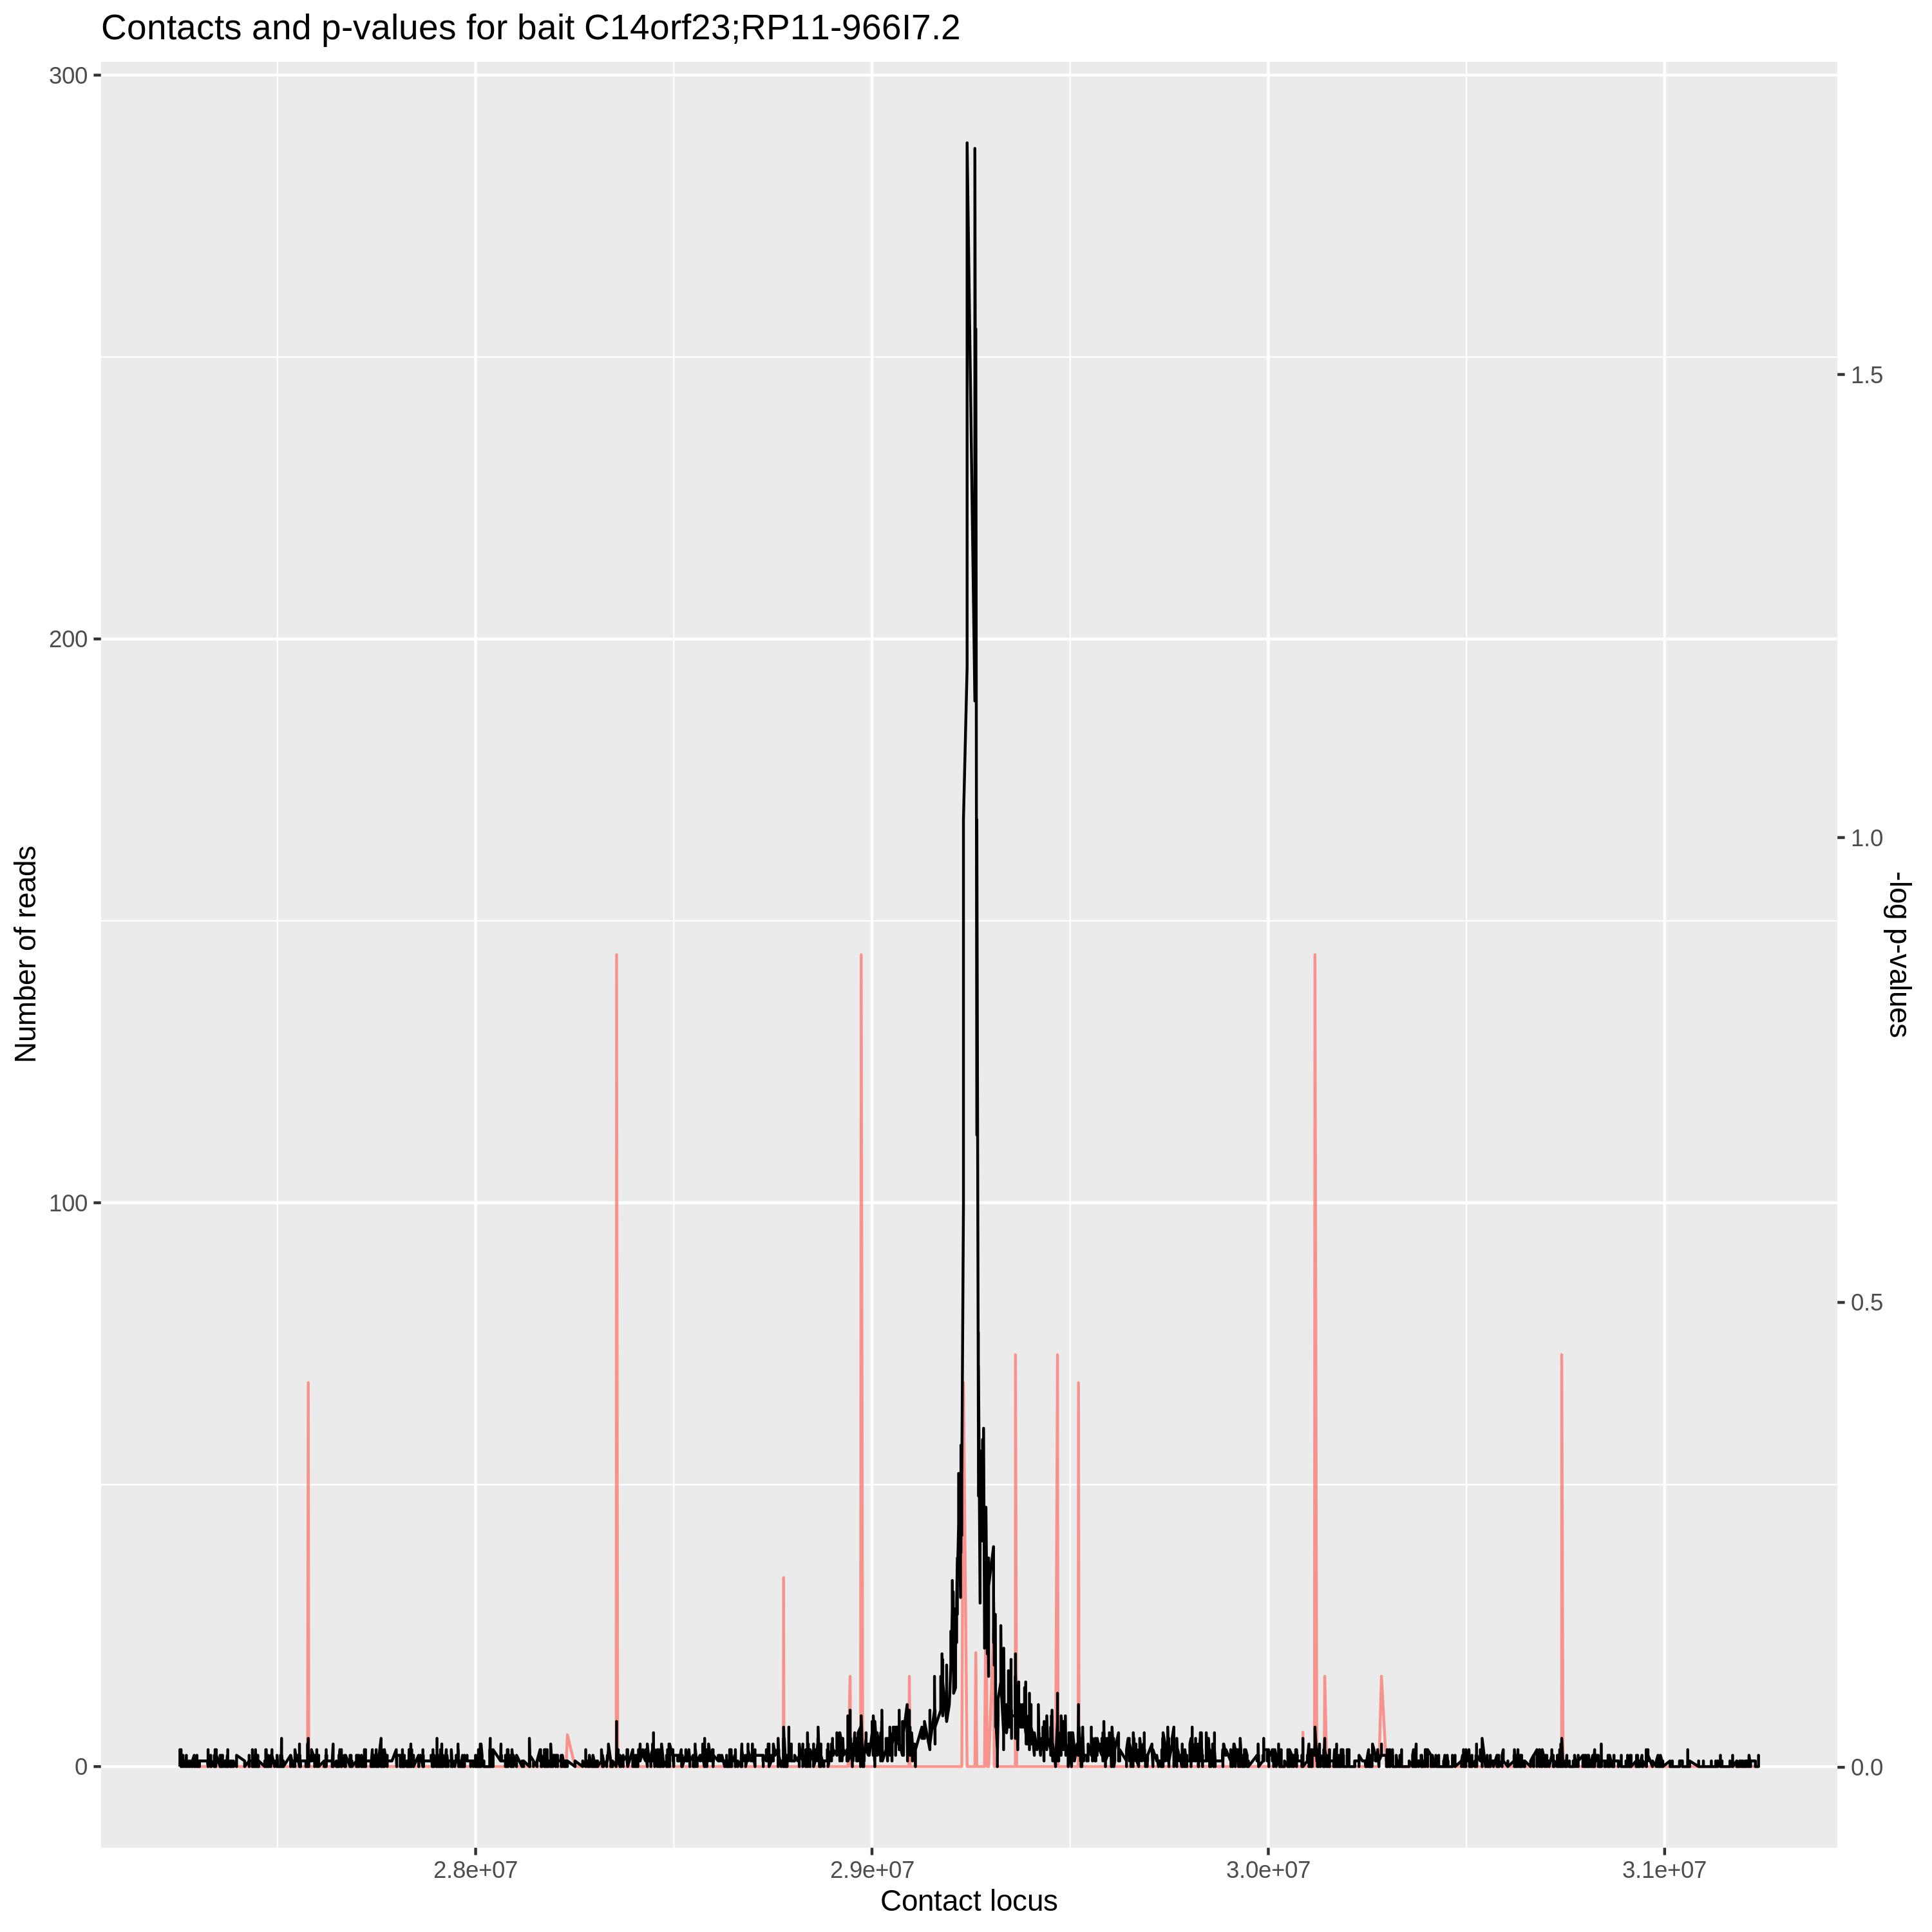 Contacts and p-values for bait C14orf23;RP11-966I7.2
300
200
100
0
Number of reads
1.5
1.0
0.5
0.0
-log p-values
2.8e+07 2.9e+07 3.0e+07 3.1e+07
Contact locus